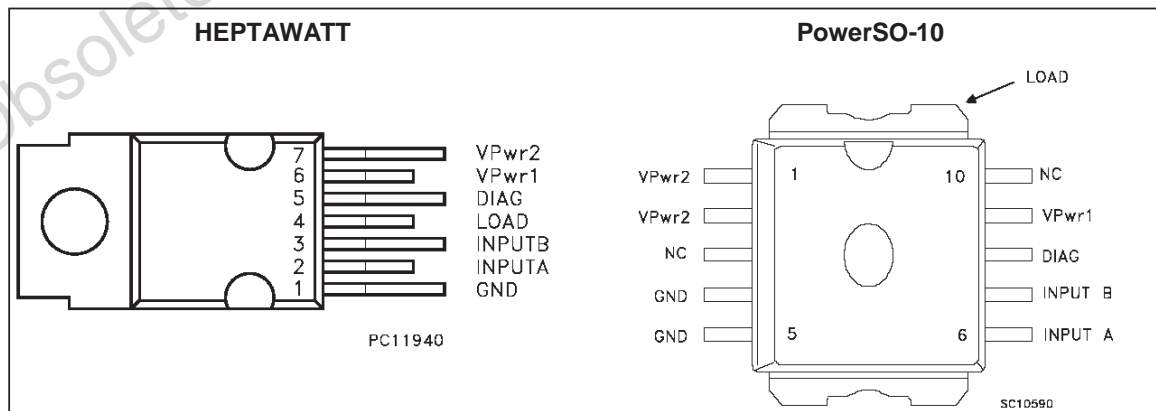 obsolete
HEPTAWATT
7 VPwr2
6 VPwr1
5 DIAG
4 LOAD
3 INPUTB
2 INPUTA
1 GND
PC11940
PowerSO-10
LOAD
VPwr2 1 10 NC
VPwr2 VPwr1
NC DIAG
GND INPUT B
GND 5 6 INPUT A
SC10590